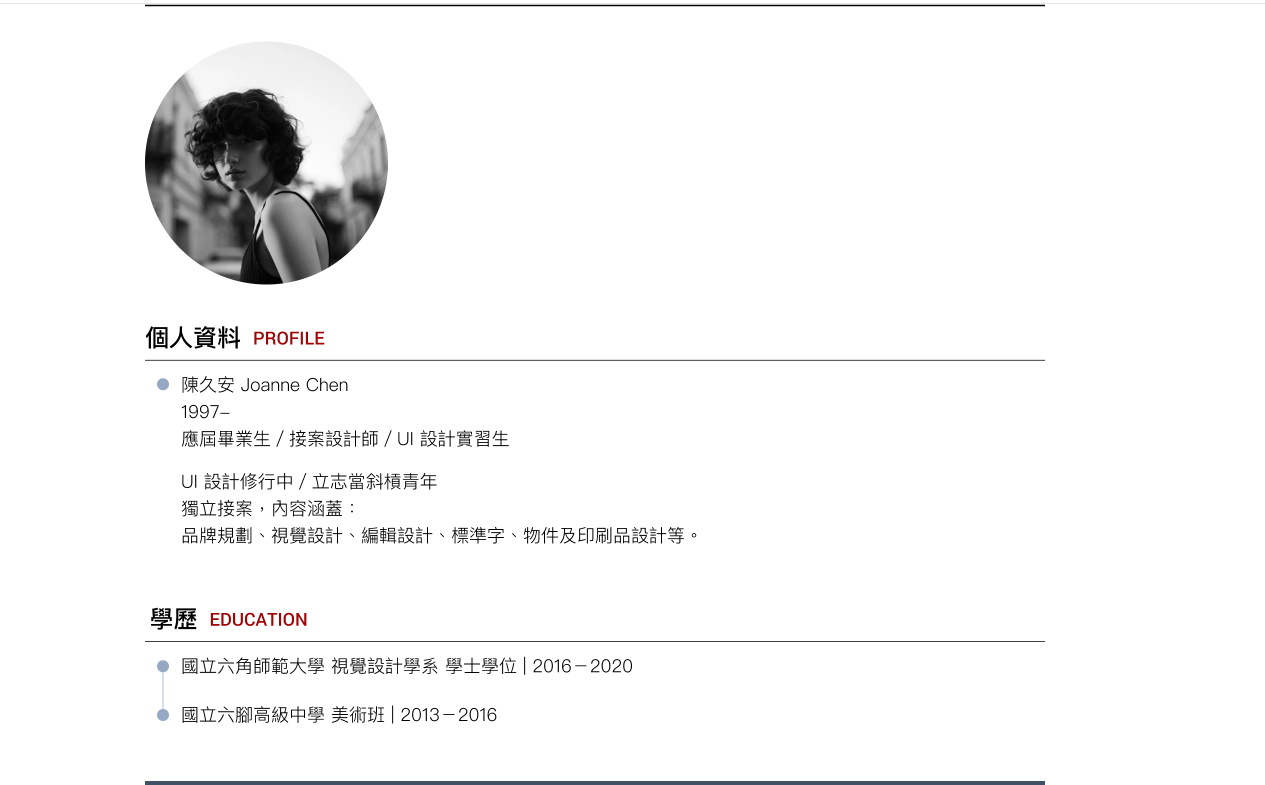 個人資料 PROFILE
陳久安 Joanne Chen
1997–
應屆畢業生 / 接案設計師 / UI 設計實習生
UI 設計修行中 / 立志當斜槓青年
獨立接案，內容涵蓋：
品牌規劃、視覺設計、編輯設計、標準字、物件及印刷品設計等。
學歷 EDUCATION
國立六角師範大學 視覺設計學系 學士學位 | 2016－2020
國立六腳高級中學 美術班 | 2013－2016